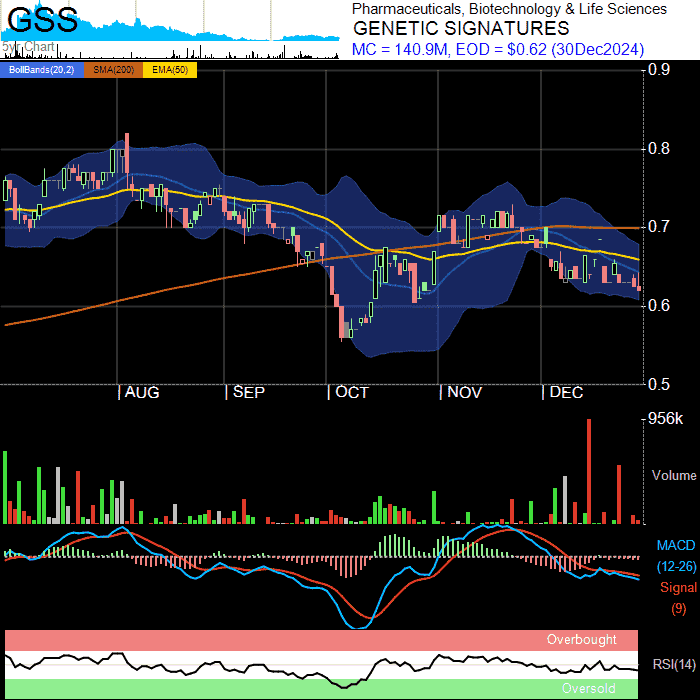 GSS
5yr Chart
Pharmaceuticals, Biotechnology & Life Sciences
GENETIC SIGNATURES
MC = 140.9M, EOD = $0.62 (30Dec2024)
BollBands(20,2) SMA(200) EMA(50)
0.9
0.8
0.7
0.6
0.5
AUG SEP OCT NOV DEC
956k
Volume
MACD
(12-26)
Signal
(9)
Overbought
RSI(14)
Oversold